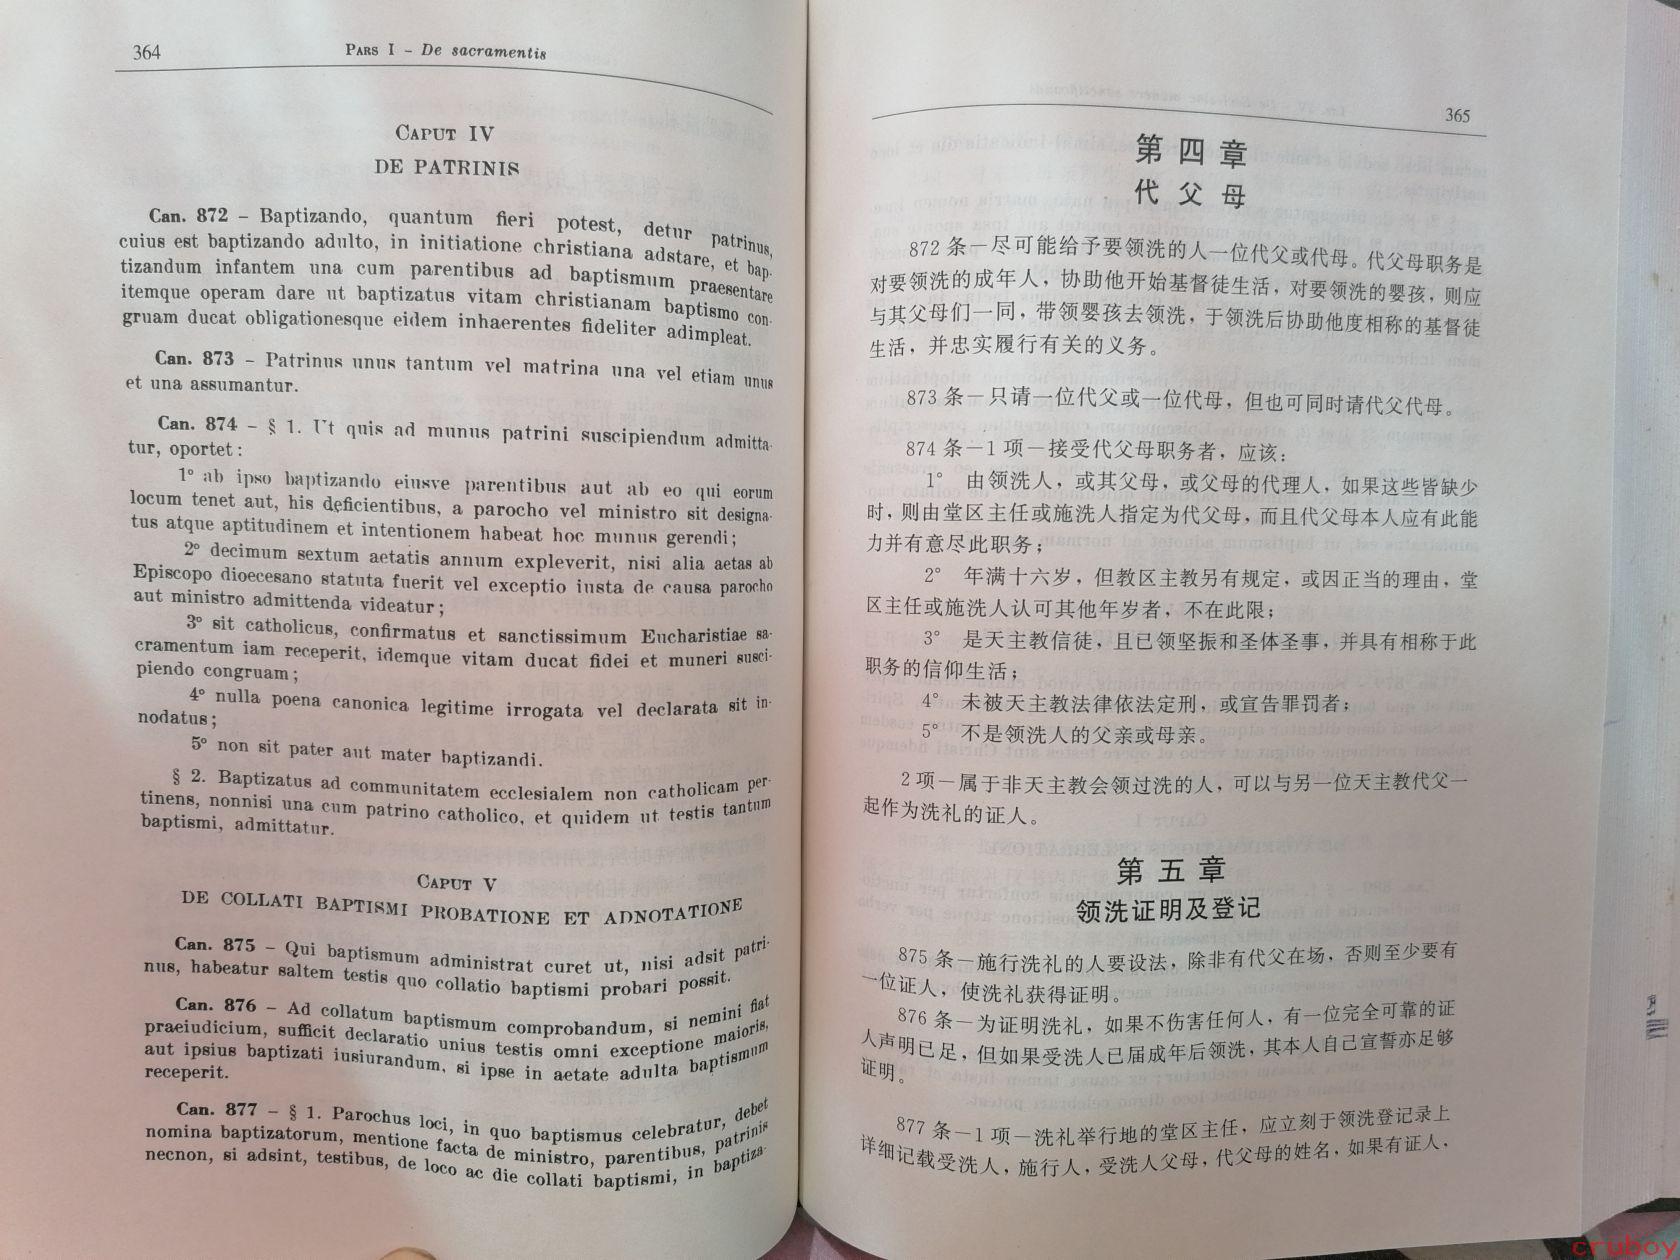 364
PARS I – De sacramentis
CAPUT IV
DE PATRINIS
Can. 872 – Baptizando, quantum fieri potest, detur patrinus,
cuius est baptizando adulto, in initiatione christiana adstare, et bap-
tizandum infantem una cum parentibus ad baptismum praesentare
itemque operam dare ut baptizatus vitam christianam baptismo con-
gruam ducat obligationesque eidem inhaerentes fideliter adimpleat.
Can. 873 – Patrinus unus tantum vel matrina una vel etiam unus
et una assumantur.
Can. 874 – § 1. Ut quis ad munus patrini suscipiendum admitta-
tur, oportet:
1° ab ipso baptizando eiusve parentibus aut ab eo qui eorum
locum tenet aut, his deficientibus, a parocho vel ministro sit designa-
tus atque aptitudinem et intentionem habeat hoc munus gerendi;
2° decimum sextum aetatis annum expleverit, nisi alia aetas ab
Episcopo dioecesano statuta fuerit vel exceptio iusta de causa parocho
aut ministro admittenda videatur;
3° sit catholicus, confirmatus et sanctissimum Eucharistiae sa-
cramentum iam receperit, idemque vitam ducat fidei et muneri susci-
piendo congruam;
4° nulla poena canonica legitime irrogata vel declarata sit in-
nodatus;
5° non sit pater aut mater baptizandi.
§ 2. Baptizatus ad communitatem ecclesialem non catholicam per-
tinens, nonnisi una cum patrino catholico, et quidem ut testis tantum
baptismi, admittatur.
CAPUT V
DE COLLATI BAPTISMI PROBATIONE ET ADNOTATIONE
Can. 875 – Qui baptismum administrat curet ut, nisi adsit patri-
nus, habeatur saltem testis quo collatio baptismi probari possit.
Can. 876 – Ad collatum baptismum comprobandum, si nemini fiat
praeiudicium, sufficit declaratio unius testis omni exceptione maioris,
aut ipsius baptizati iusiurandum, si ipse in aetate adulta baptismum
receperit.
Can. 877 – § 1. Parochus loci, in quo baptismus celebratur, debet
nomina baptizatorum, mentione facta de ministro, parentibus, patrinis
necnon, si adsint, testibus, de loco ac die collati baptismi, in baptiza-
365
第四章
代父母
872 条－尽可能给予要领洗的人一位代父或代母。代父母职务是
对要领洗的成年人，协助他开始基督徒生活，对要领洗的婴孩，则应
与其父母们一同，带领婴孩去领洗，于领洗后协助他度相称的基督徒
生活，并忠实履行有关的义务。
873 条－只请一位代父或一位代母，但也可同时请代父代母。
874 条－1 项－接受代父母职务者，应该：
1° 由领洗人，或其父母，或父母的代理人，如果这些皆缺少
时，则由堂区主任或施洗人指定为代父母，而且代父母本人应有此能
力并有意尽此职务；
2° 年满十六岁，但教区主教另有规定，或因正当的理由，堂
区主任或施洗人认可其他年岁者，不在此限；
3° 是天主教信徒，且已领坚振和圣体圣事，并具有相称于此
职务的信仰生活；
4° 未被天主教法律依法定刑，或宣告罪罚者；
5° 不是领洗人的父亲或母亲。
2 项－属于非天主教会领过洗的人，可以与另一位天主教代父一
起作为洗礼的证人。
第五章
领洗证明及登记
875 条－施行洗礼的人要设法，除非有代父在场，否则至少要有
一位证人，使洗礼获得证明。
876 条－为证明洗礼，如果不伤害任何人，有一位完全可靠的证
人声明已足，但如果受洗人已届成年后领洗，其本人自己宣誓亦足够
证明。
877 条－1 项－洗礼举行地的堂区主任，应立刻于领洗登记录上
详细记载受洗人，施行人，受洗人父母，代父母的姓名，如果有证人，
cruboy